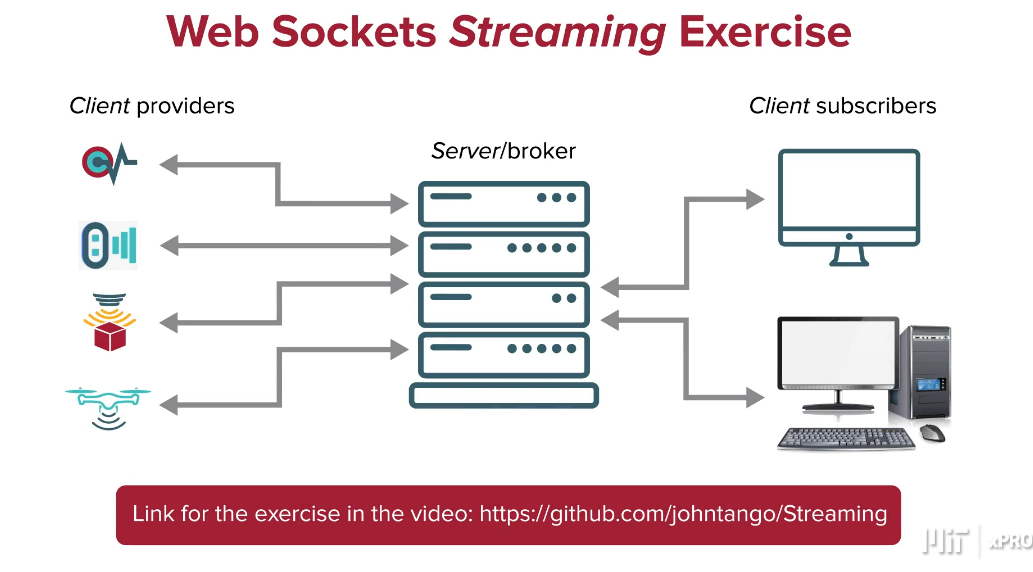 Web Sockets Streaming Exercise
Client providers
Client subscribers
Server/broker
Link for the exercise in the video: https://github.com/johntango/Streaming
MIT xPRO